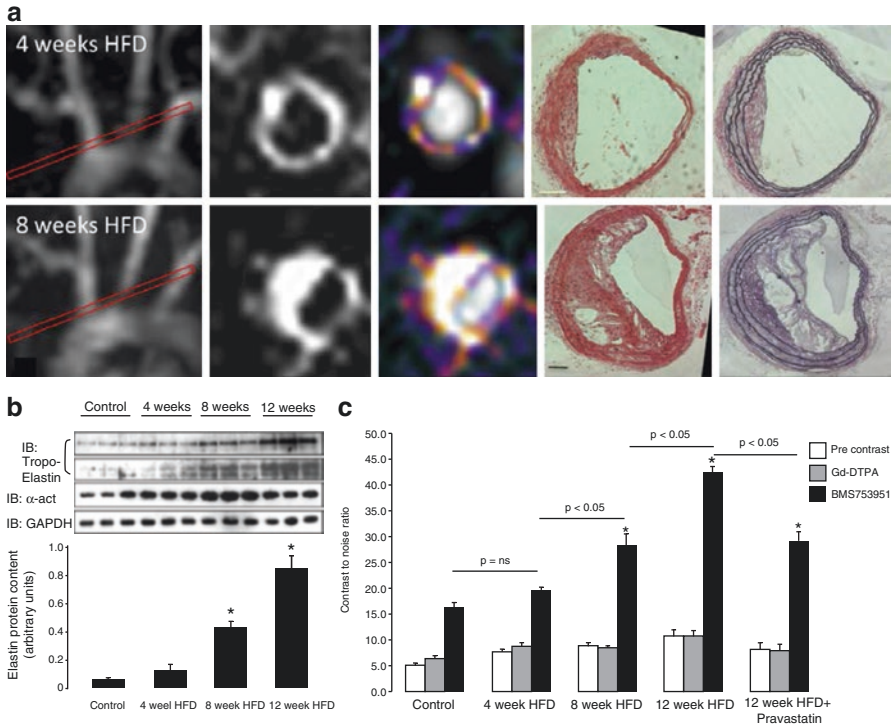 a
4 weeks HFD
8 weeks HFD
b
Control 4 weeks 8 weeks 12 weeks
IB:
Tropo-
Elastin
IB: α-act
IB: GAPDH
Elastin protein content
(arbitrary units)
1.0
0.8
0.6
0.4
0.2
0
*
*
Control 4 weel HFD 8 week HFD 12 week HFD
c
Contrast to noise ratio
50.0
45.0
40.0
35.0
30.0
25.0
20.0
15.0
10.0
5.0
0.0
p = ns
p < 0.05
p < 0.05
p < 0.05
*
*
*
Pre contrast
Gd-DTPA
BMS753951
Control 4 week HFD 8 week HFD 12 week HFD 12 week HFD+
Pravastatin